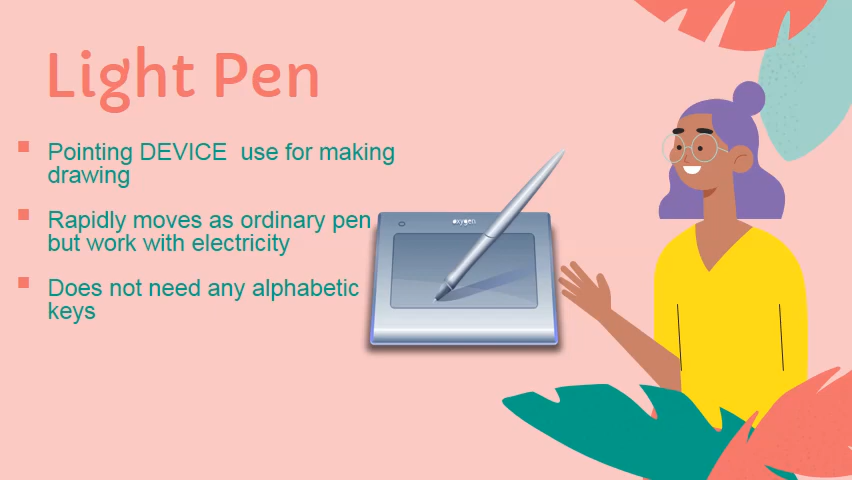 Light Pen
Pointing DEVICE  use for making
drawing
Rapidly moves as ordinary pen
but work with electricity
Does not need any alphabetic
keys
oxygen